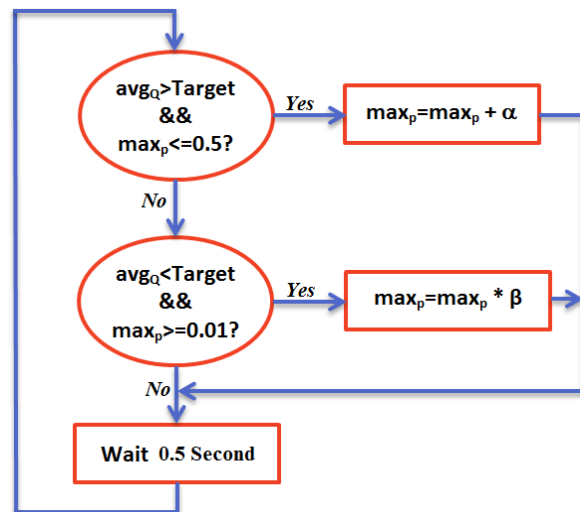 avgQ>Target
&&
maxp<=0.5?
Yes
maxp=maxp + α
No
avgQ<Target
&&
maxp>=0.01?
Yes
maxp=maxp * β
No
Wait 0.5 Second